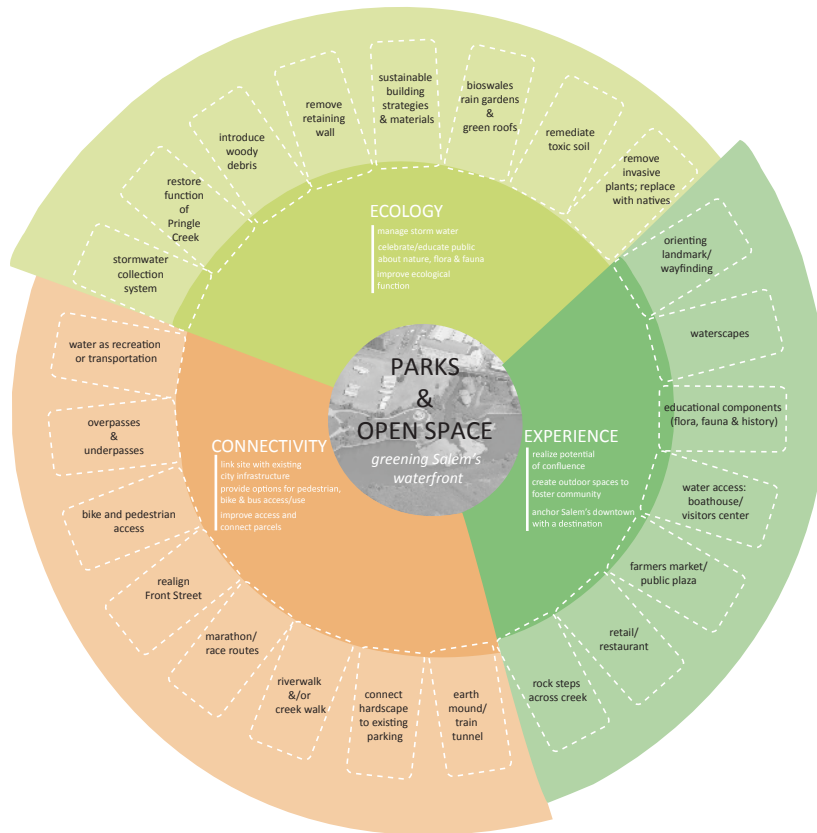 PARKS
&
OPEN SPACE
greening Salem's
waterfront
ECOLOGY
manage storm water
celebrate/educate public
about nature, flora & fauna
improve ecological
function
stormwater
collection
system
restore
function
of
Pringle
Creek
introduce
woody
debris
remove
retaining
wall
sustainable
building
strategies
& materials
bioswales
rain gardens
&
green roofs
remediate
toxic soil
remove
invasive
plants; replace
with natives
EXPERIENCE
realize potential
of confluence
create outdoor spaces to
foster community
anchor Salem's downtown
with a destination
orienting
landmark/
wayfinding
waterscapes
educational components
(flora, fauna & history)
water access:
boathouse/
visitors center
farmers market/
public plaza
retail/
restaurant
rock steps
across creek
CONNECTIVITY
link site with existing
city infrastructure
provide options for pedestrian,
bike & bus access/use
improve access and
connect parcels
water as recreation
or transportation
overpasses
&
underpasses
bike and pedestrian
access
realign
Front Street
marathon/
race routes
riverwalk
&/or
creek walk
connect
hardscape
to existing
parking
earth
mound/
train
tunnel